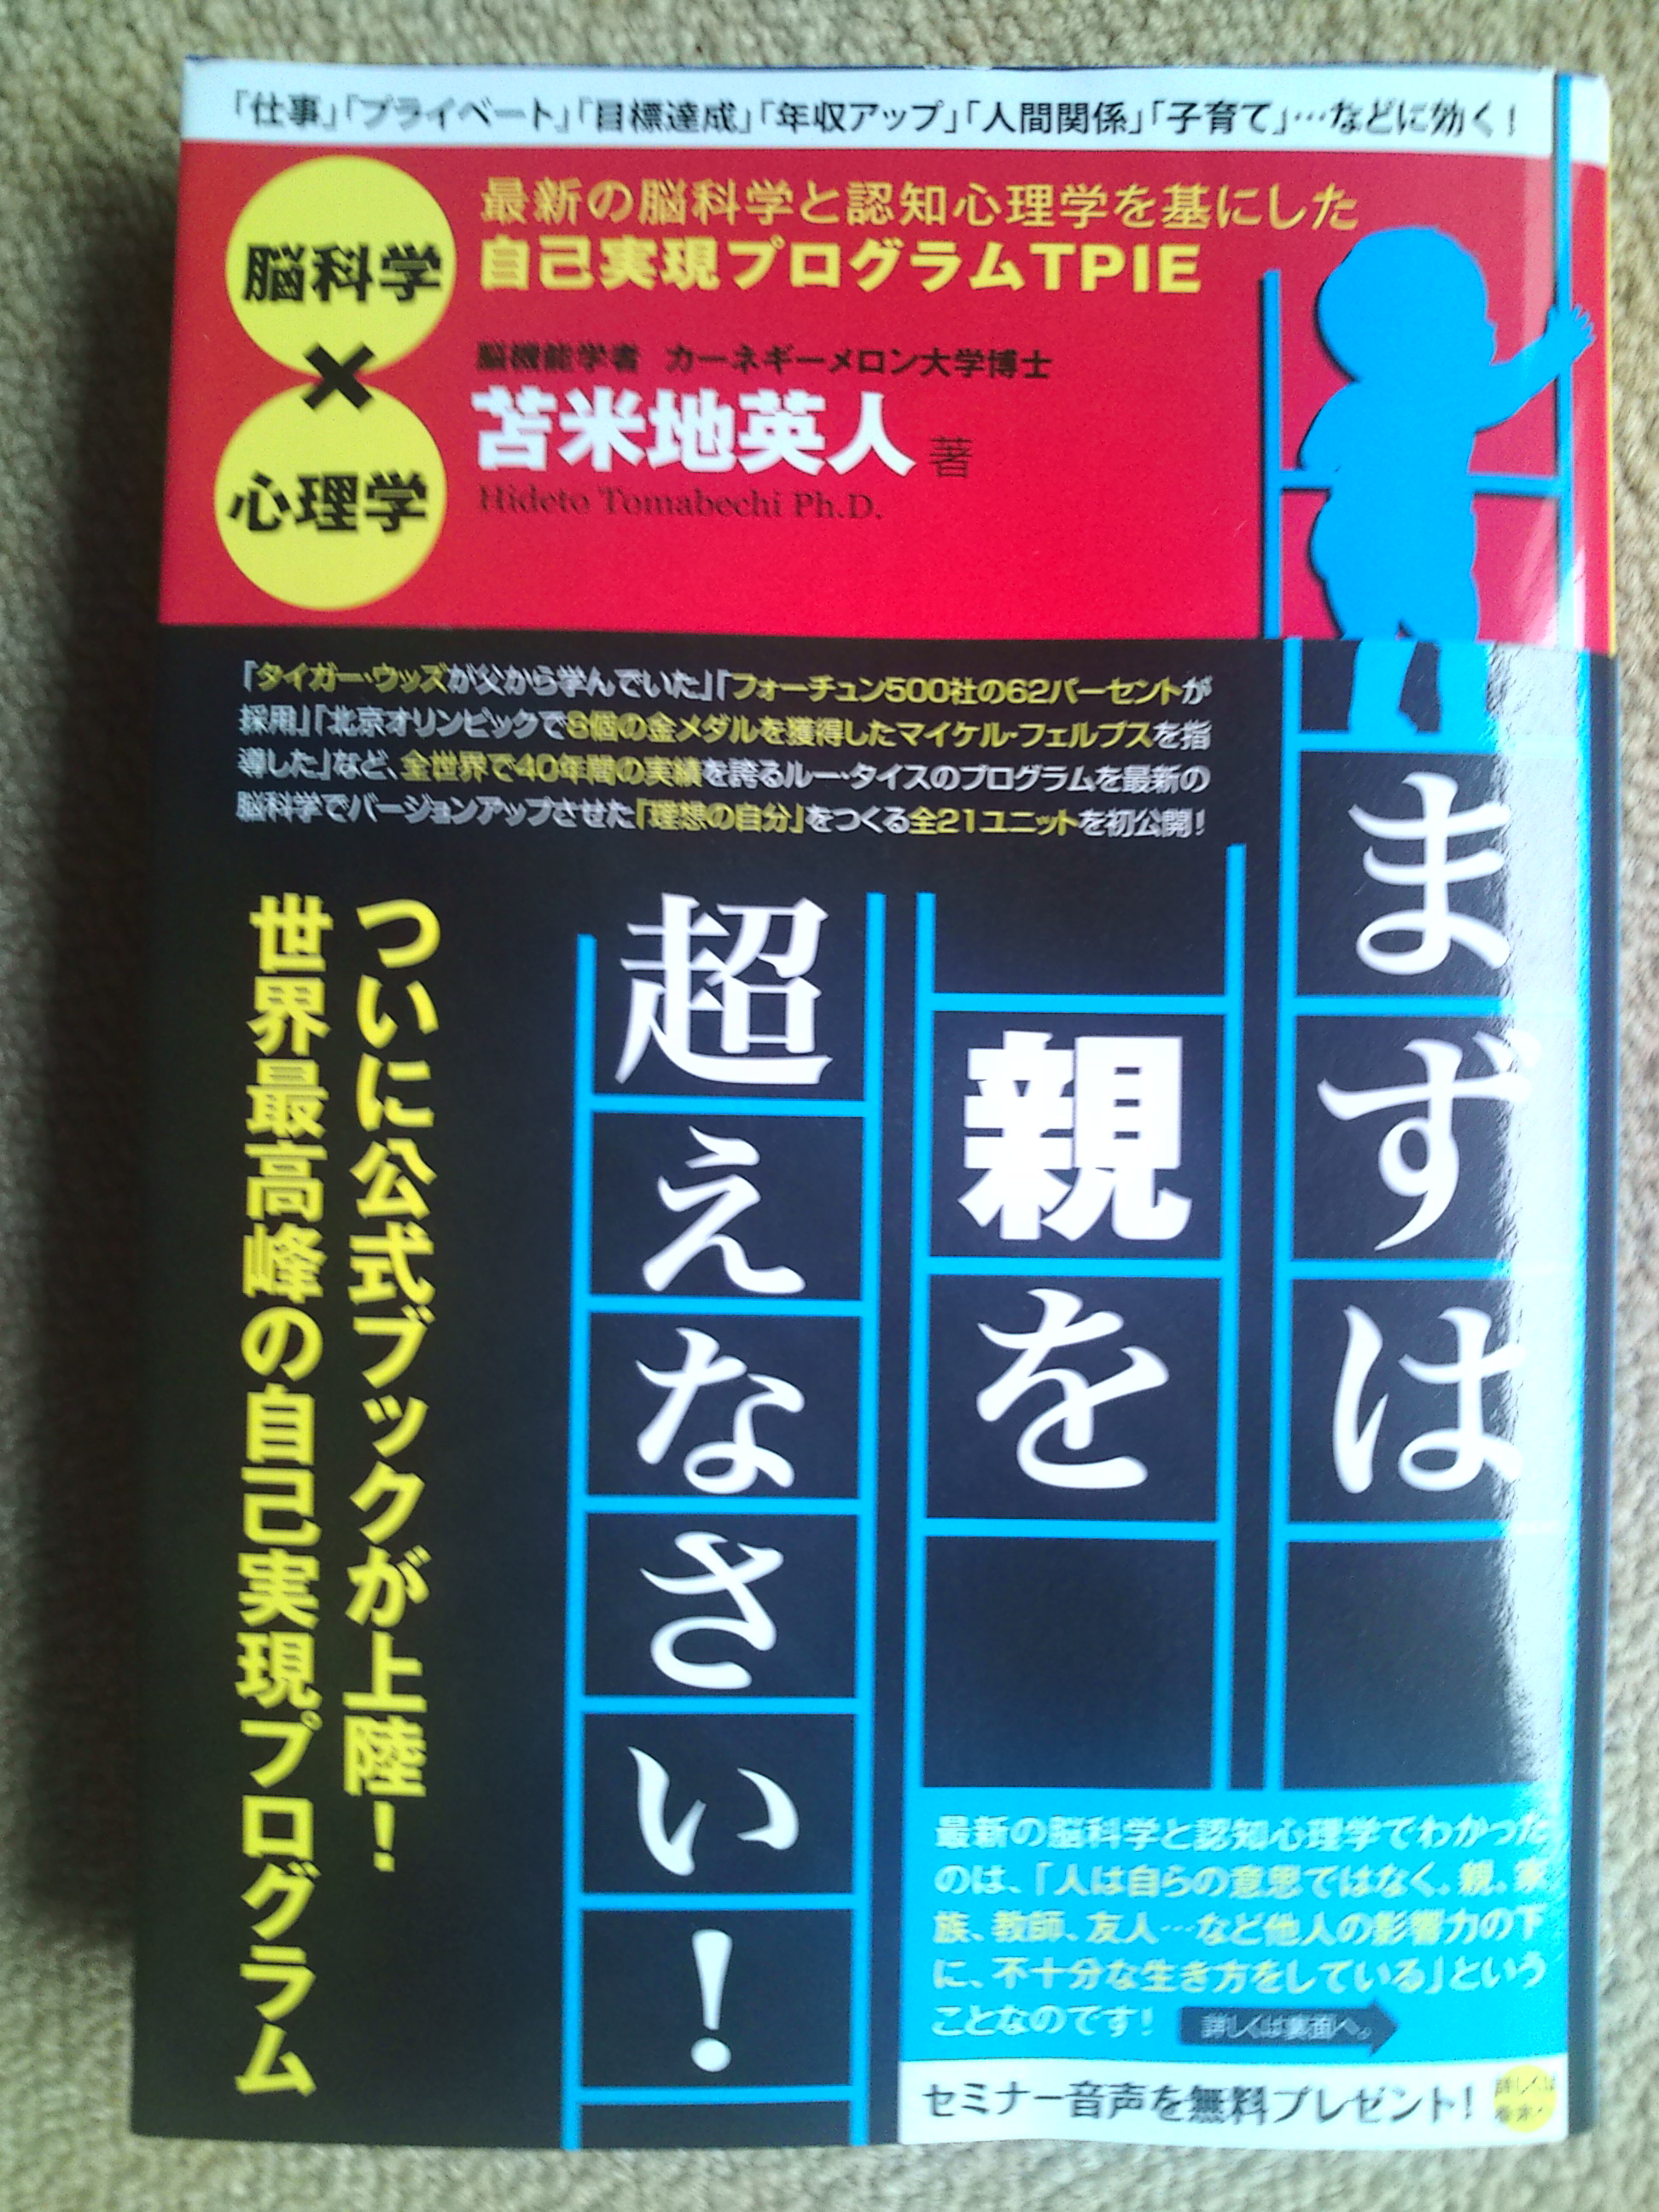 「仕事」「プライベート」「目標達成」「年収アップ」「人間関係」「子育て」…などに効く！
脳科学
×
心理学
最新の脳科学と認知心理学を基にした
自己実現プログラムTPIE
脳機能学者　カーネギーメロン大学博士
苫米地英人 著
Hideto Tomabechi Ph.D.
「タイガー・ウッズが父から学んでいた」「フォーチュン500社の62パーセントが
採用」「北京オリンピックで8個の金メダルを獲得したマイケル・フェルプスを指
導した」など、全世界で40年間の実績を誇るルー・タイスのプログラムを最新の
脳科学でバージョンアップさせた「理想の自分」をつくる全21ユニットを初公開！
まずは
親を
超えなさい！
ついに公式ブックが上陸！
世界最高峰の自己実現プログラム
最新の脳科学と認知心理学でわかった
のは、「人は自らの意思ではなく、親、家
族、教師、友人…など他人の影響力の下
に、不十分な生き方をしている」という
ことなのです！
詳しくは裏面へ。
セミナー音声を無料プレゼント！
詳しくは